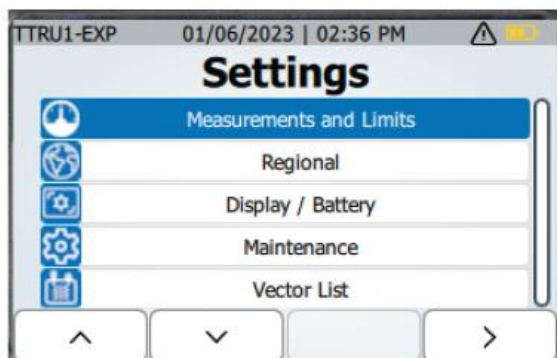 TTRU1-EXP 01/06/2023 | 02:36 PM
Settings
Measurements and Limits
Regional
Display / Battery
Maintenance
Vector List